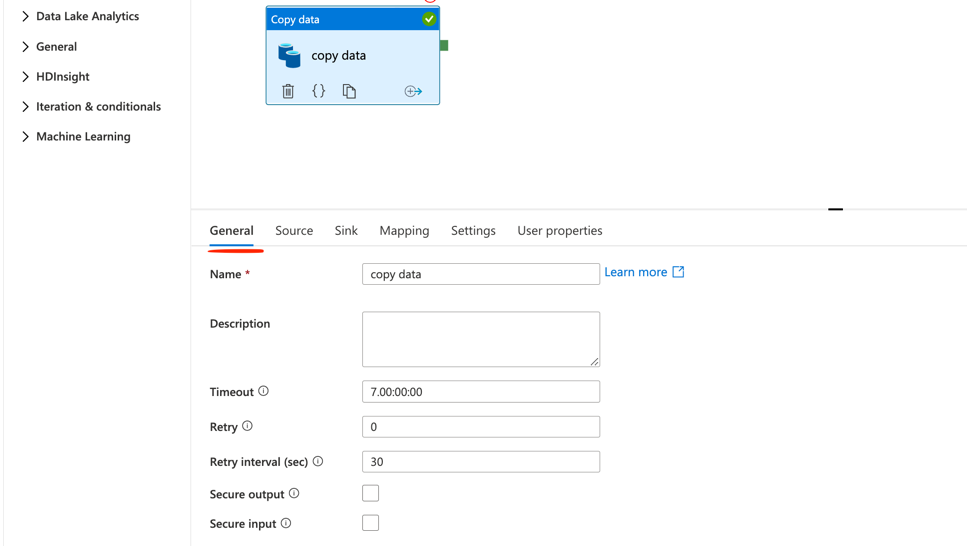 Data Lake Analytics
General
HDInsight
Iteration & conditionals
Machine Learning
Copy data
copy data
General Source Sink Mapping Settings User properties
Name * copy data Learn more
Description
Timeout 7.00:00:00
Retry 0
Retry interval (sec) 30
Secure output
Secure input